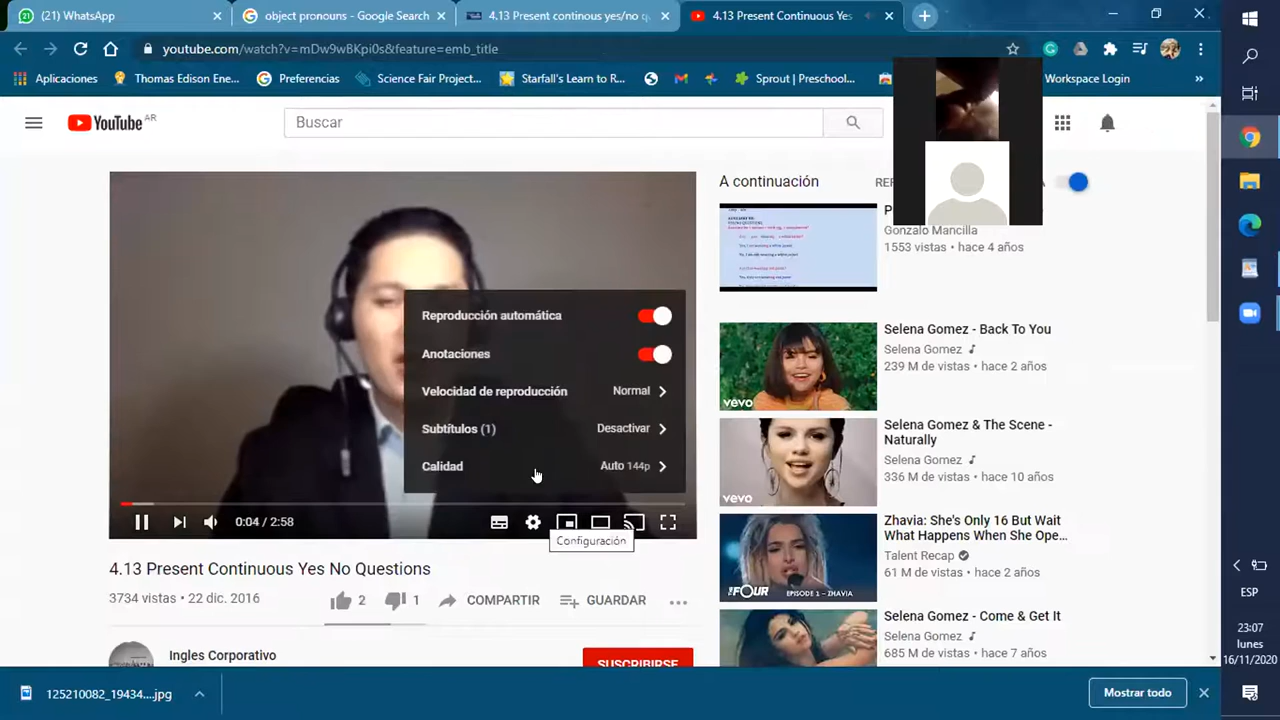 (21) WhatsApp
object pronouns - Google Search
4.13 Present continous yes/no q
4.13 Present Continuous Yes
youtube.com/watch?v=mDw9wBKpi0s&feature=emb_title
Aplicaciones
Thomas Edison Ene...
Preferencias
Science Fair Project...
Starfall's Learn to R...
Sprout | Preschool...
Workspace Login
YouTube AR
Buscar
A continuación
Gonzalo Mancilla
1553 vistas • hace 4 años
Reproducción automática
Anotaciones
Velocidad de reproducción Normal
Subtítulos (1) Desactivar
Calidad Auto 144p
0:04 / 2:58
Configuración
Selena Gomez - Back To You
Selena Gomez
239 M de vistas • hace 2 años
vevo
Selena Gomez & The Scene -
Naturally
Selena Gomez
336 M de vistas • hace 10 años
vevo
Zhavia: She's Only 16 But Wait
What Happens When She Ope...
Talent Recap
61 M de vistas • hace 2 años
THE FOUR
EPISODE 1 - ZHAVIA
Selena Gomez - Come & Get It
Selena Gomez
685 M de vistas • hace 7 años
4.13 Present Continuous Yes No Questions
3734 vistas • 22 dic. 2016
2
1
COMPARTIR
GUARDAR
Ingles Corporativo
SUSCRIBIRSE
125210082_19434....jpg
Mostrar todo
ESP
23:07
lunes
16/11/2020